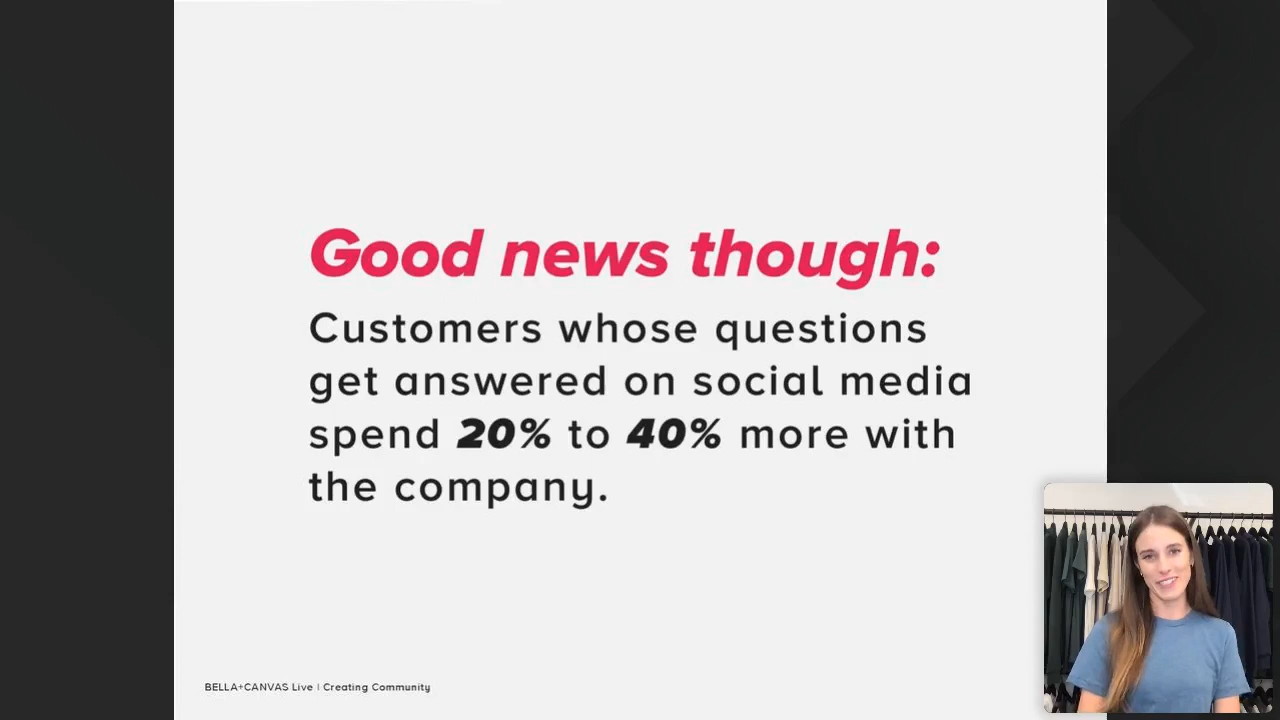 Good news though:
Customers whose questions
get answered on social media
spend 20% to 40% more with
the company.
BELLA+CANVAS Live | Creating Community